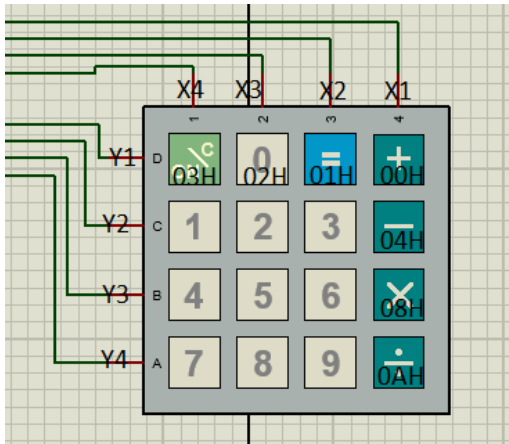 X4 X3 X2 X1
1 2 3 4
Y1 D ON/C 0 = +
03H 02H 01H 00H
Y2 C 1 2 3 −
04H
Y3 B 4 5 6 ×
08H
Y4 A 7 8 9 ÷
0AH